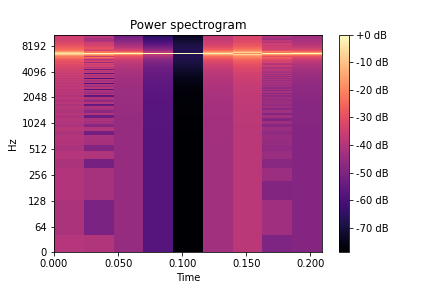 Power spectrogram
Hz
8192
4096
2048
1024
512
256
128
64
0
0.000 0.050 0.100 0.150 0.200
Time
+0 dB
-10 dB
-20 dB
-30 dB
-40 dB
-50 dB
-60 dB
-70 dB